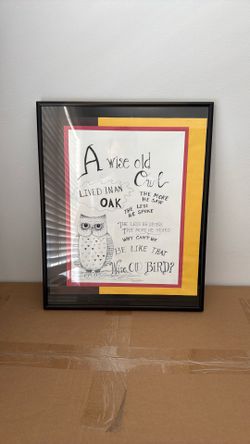 A wise old
Owl
LIVED IN AN
OAK
THE MORE
HE SAW
THE LESS
HE SPOKE
THE LESS HE SPOKE
THE MORE HE HEARD
WHY CAN'T WE
BE LIKE THAT
Wise Old BIRD?